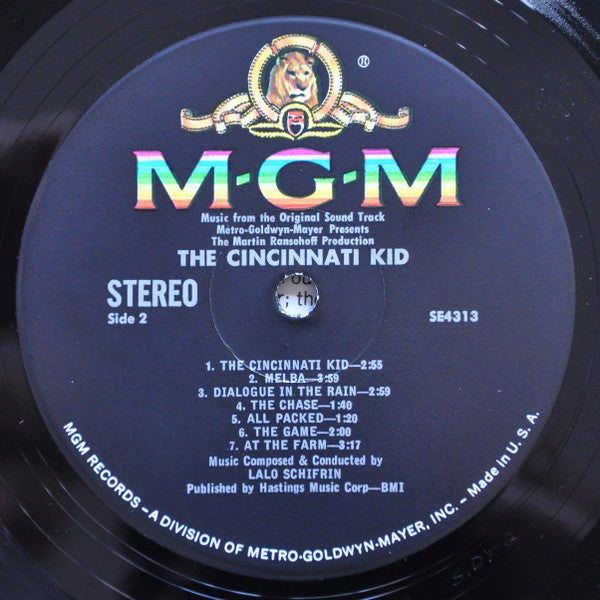 ®
M·G·M
Music from the Original Sound Track
Metro-Goldwyn-Mayer Presents
The Martin Ransohoff Production
THE CINCINNATI KID
STEREO
Side 2
SE4313
1. THE CINCINNATI KID—2:55
2. MELBA—3:59
3. DIALOGUE IN THE RAIN—2:59
4. THE CHASE—1:40
5. ALL PACKED—1:20
6. THE GAME—2:00
7. AT THE FARM—3:17
Music Composed & Conducted by
LALO SCHIFRIN
Published by Hastings Music Corp—BMI
MGM RECORDS – A DIVISION OF METRO-GOLDWYN-MAYER, INC. – Made in U.S.A.